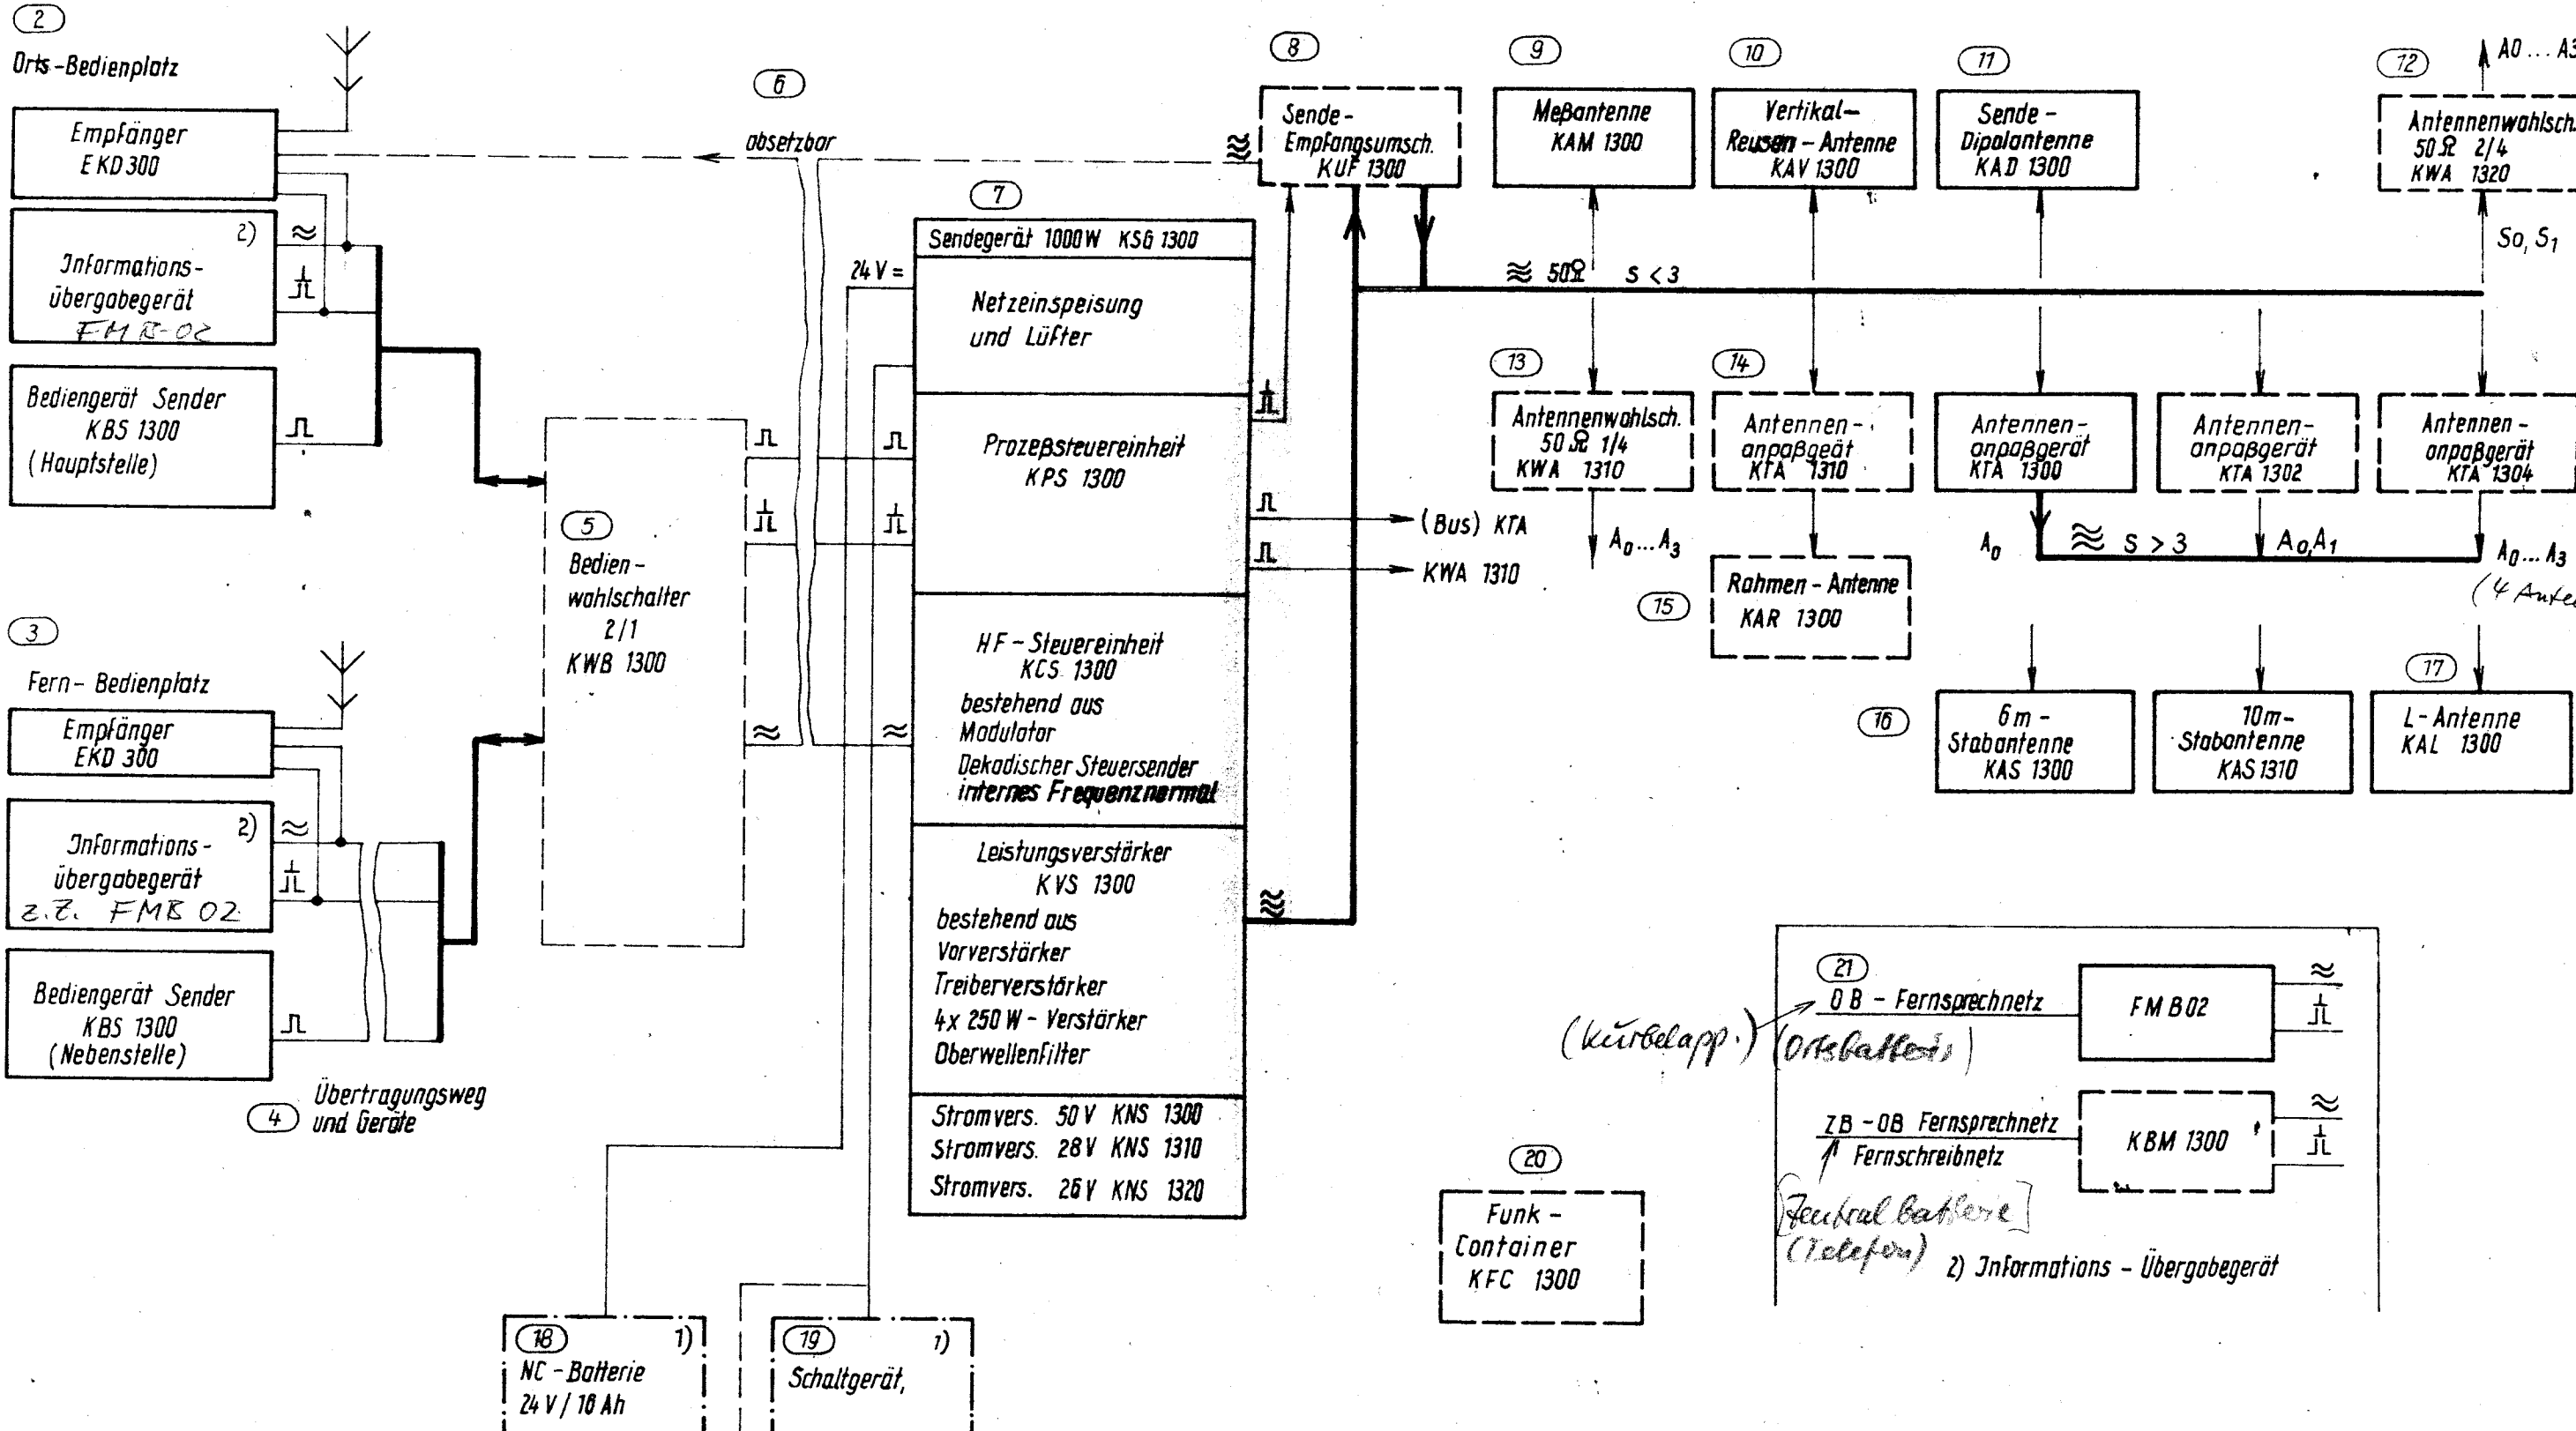 2
Orts-Bedienplatz
Empfänger
EKD 300
2)
Informations-
übergabegerät
FMB-02
Bediengerät Sender
KBS 1300
(Hauptstelle)
3
Fern-Bedienplatz
Empfänger
EKD 300
2)
Informations-
übergabegerät
z.Z. FMB 02
Bediengerät Sender
KBS 1300
(Nebenstelle)
4
Übertragungsweg
und Geräte
5
Bedien-
wahlschalter
2/1
KWB 1300
6
absetzbar
7
24 V =
Sendegerät 1000W KSG 1300
Netzeinspeisung
und Lüfter
Prozeßsteuereinheit
KPS 1300
HF-Steuereinheit
KCS 1300
bestehend aus
Modulator
Dekadischer Steuersender
internes Frequenznormal
Leistungsverstärker
KVS 1300
bestehend aus
Vorverstärker
Treiberverstärker
4x 250 W-Verstärker
Oberwellenfilter
Stromvers. 50 V KNS 1300
Stromvers. 28 V KNS 1310
Stromvers. 26 V KNS 1320
(Bus) KTA
KWA 1310
8
Sende-
Empfangsumsch.
KUF 1300
9
Meßantenne
KAM 1300
10
Vertikal-
Reusen-Antenne
KAV 1300
11
Sende-
Dipolantenne
KAD 1300
12
A0...A3
Antennenwahlsch.
50 Ω 2/4
KWA 1320
So, S1
≋ 50Ω S < 3
13
Antennenwahlsch.
50 Ω 1/4
KWA 1310
A0...A3
14
Antennen-
anpaßgeät
KTA 1310
15
Rahmen-Antenne
KAR 1300
Antennen-
anpaßgerät
KTA 1300
Antennen-
anpaßgerät
KTA 1302
Antennen-
anpaßgerät
KTA 1304
A0
≋ S > 3
A0,A1
A0...A3
(4 Ante
16
6m-
Stabantenne
KAS 1300
10m-
Stabantenne
KAS 1310
17
L-Antenne
KAL 1300
18
1)
NC-Batterie
24 V / 10 Ah
19
1)
Schaltgerät,
20
Funk-
Container
KFC 1300
21
OB-Fernsprechnetz
FMB02
(Kurbelapp.) (Ortsbatterie)
ZB-OB Fernsprechnetz
Fernschreibnetz
KBM 1300
[Zentralbatterie]
(Telefon)
2) Informations-Übergabegerät